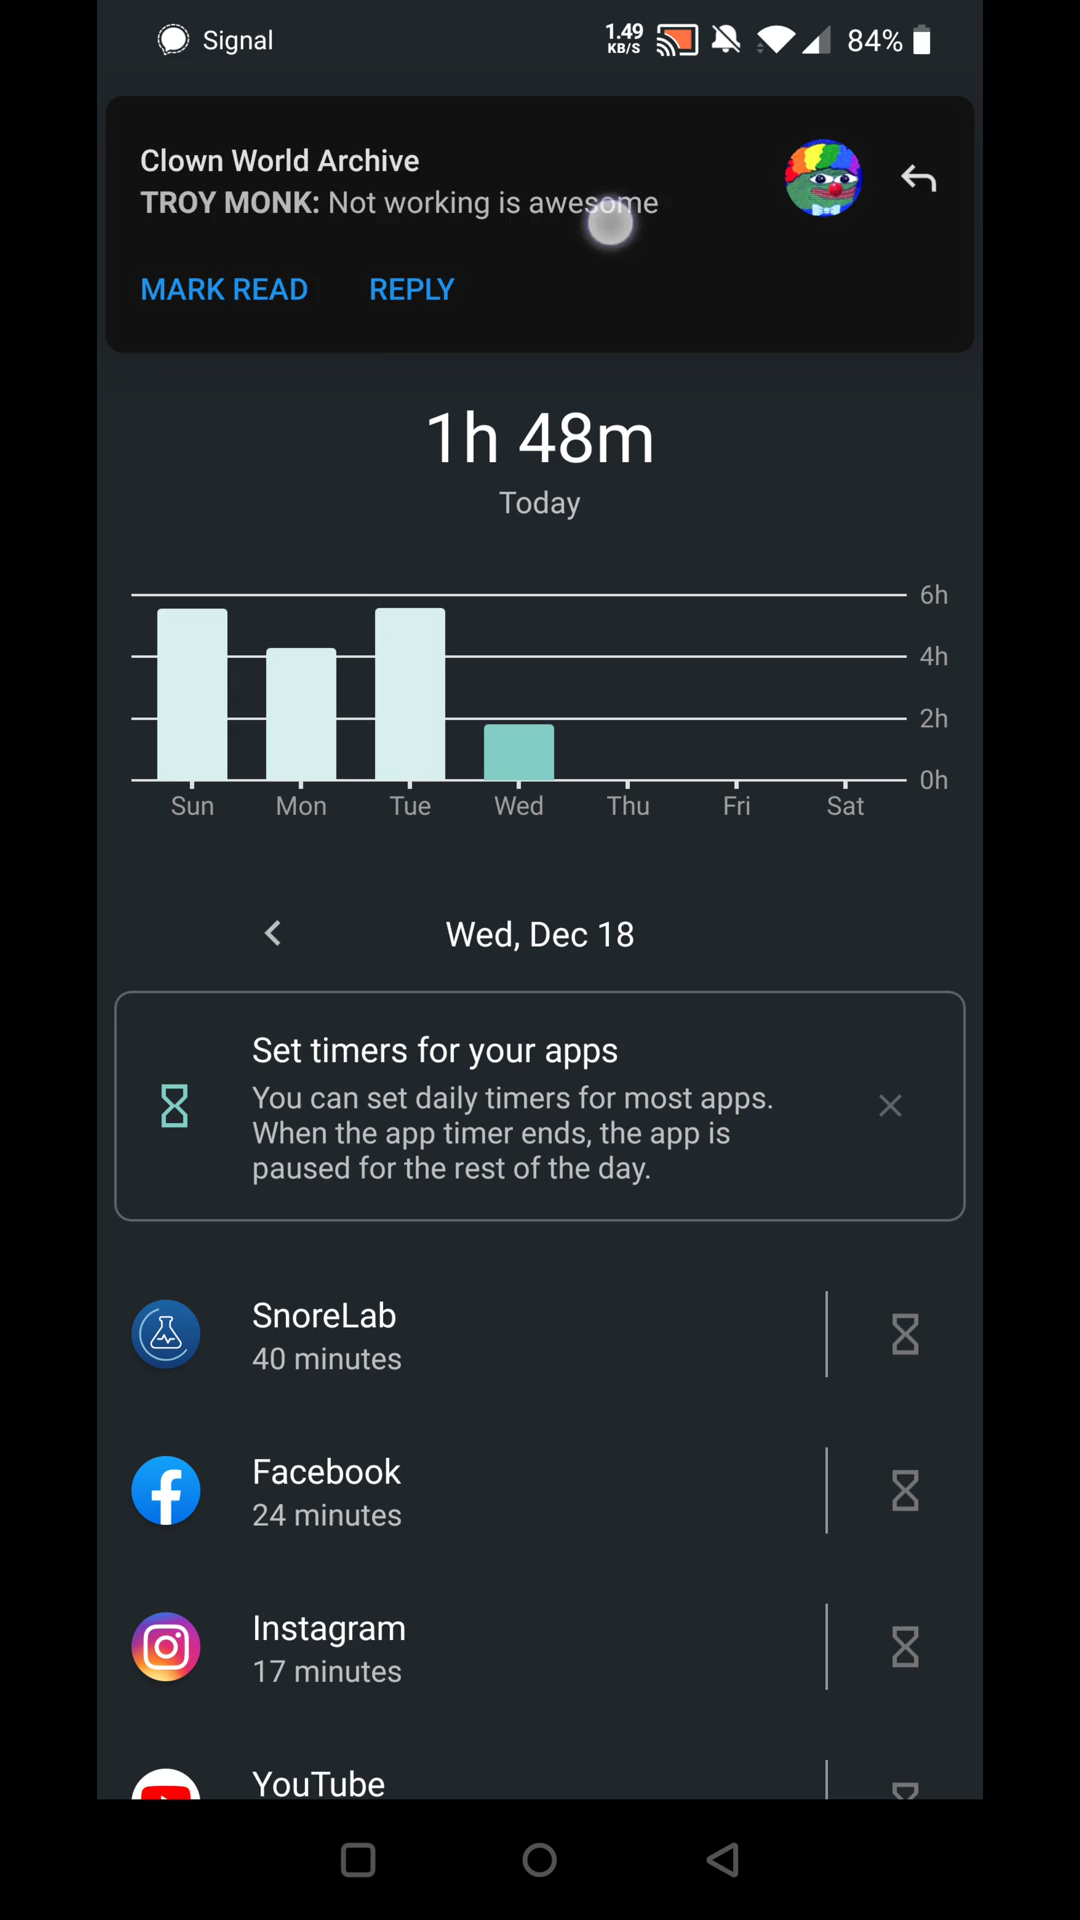 Signal
1.49
KB/S
84%
Clown World Archive
TROY MONK: Not working is awesome
MARK READ REPLY
1h 48m
Today
6h
4h
2h
0h
Sun Mon Tue Wed Thu Fri Sat
Wed, Dec 18
Set timers for your apps
You can set daily timers for most apps.
When the app timer ends, the app is
paused for the rest of the day.
SnoreLab
40 minutes
Facebook
24 minutes
Instagram
17 minutes
YouTube